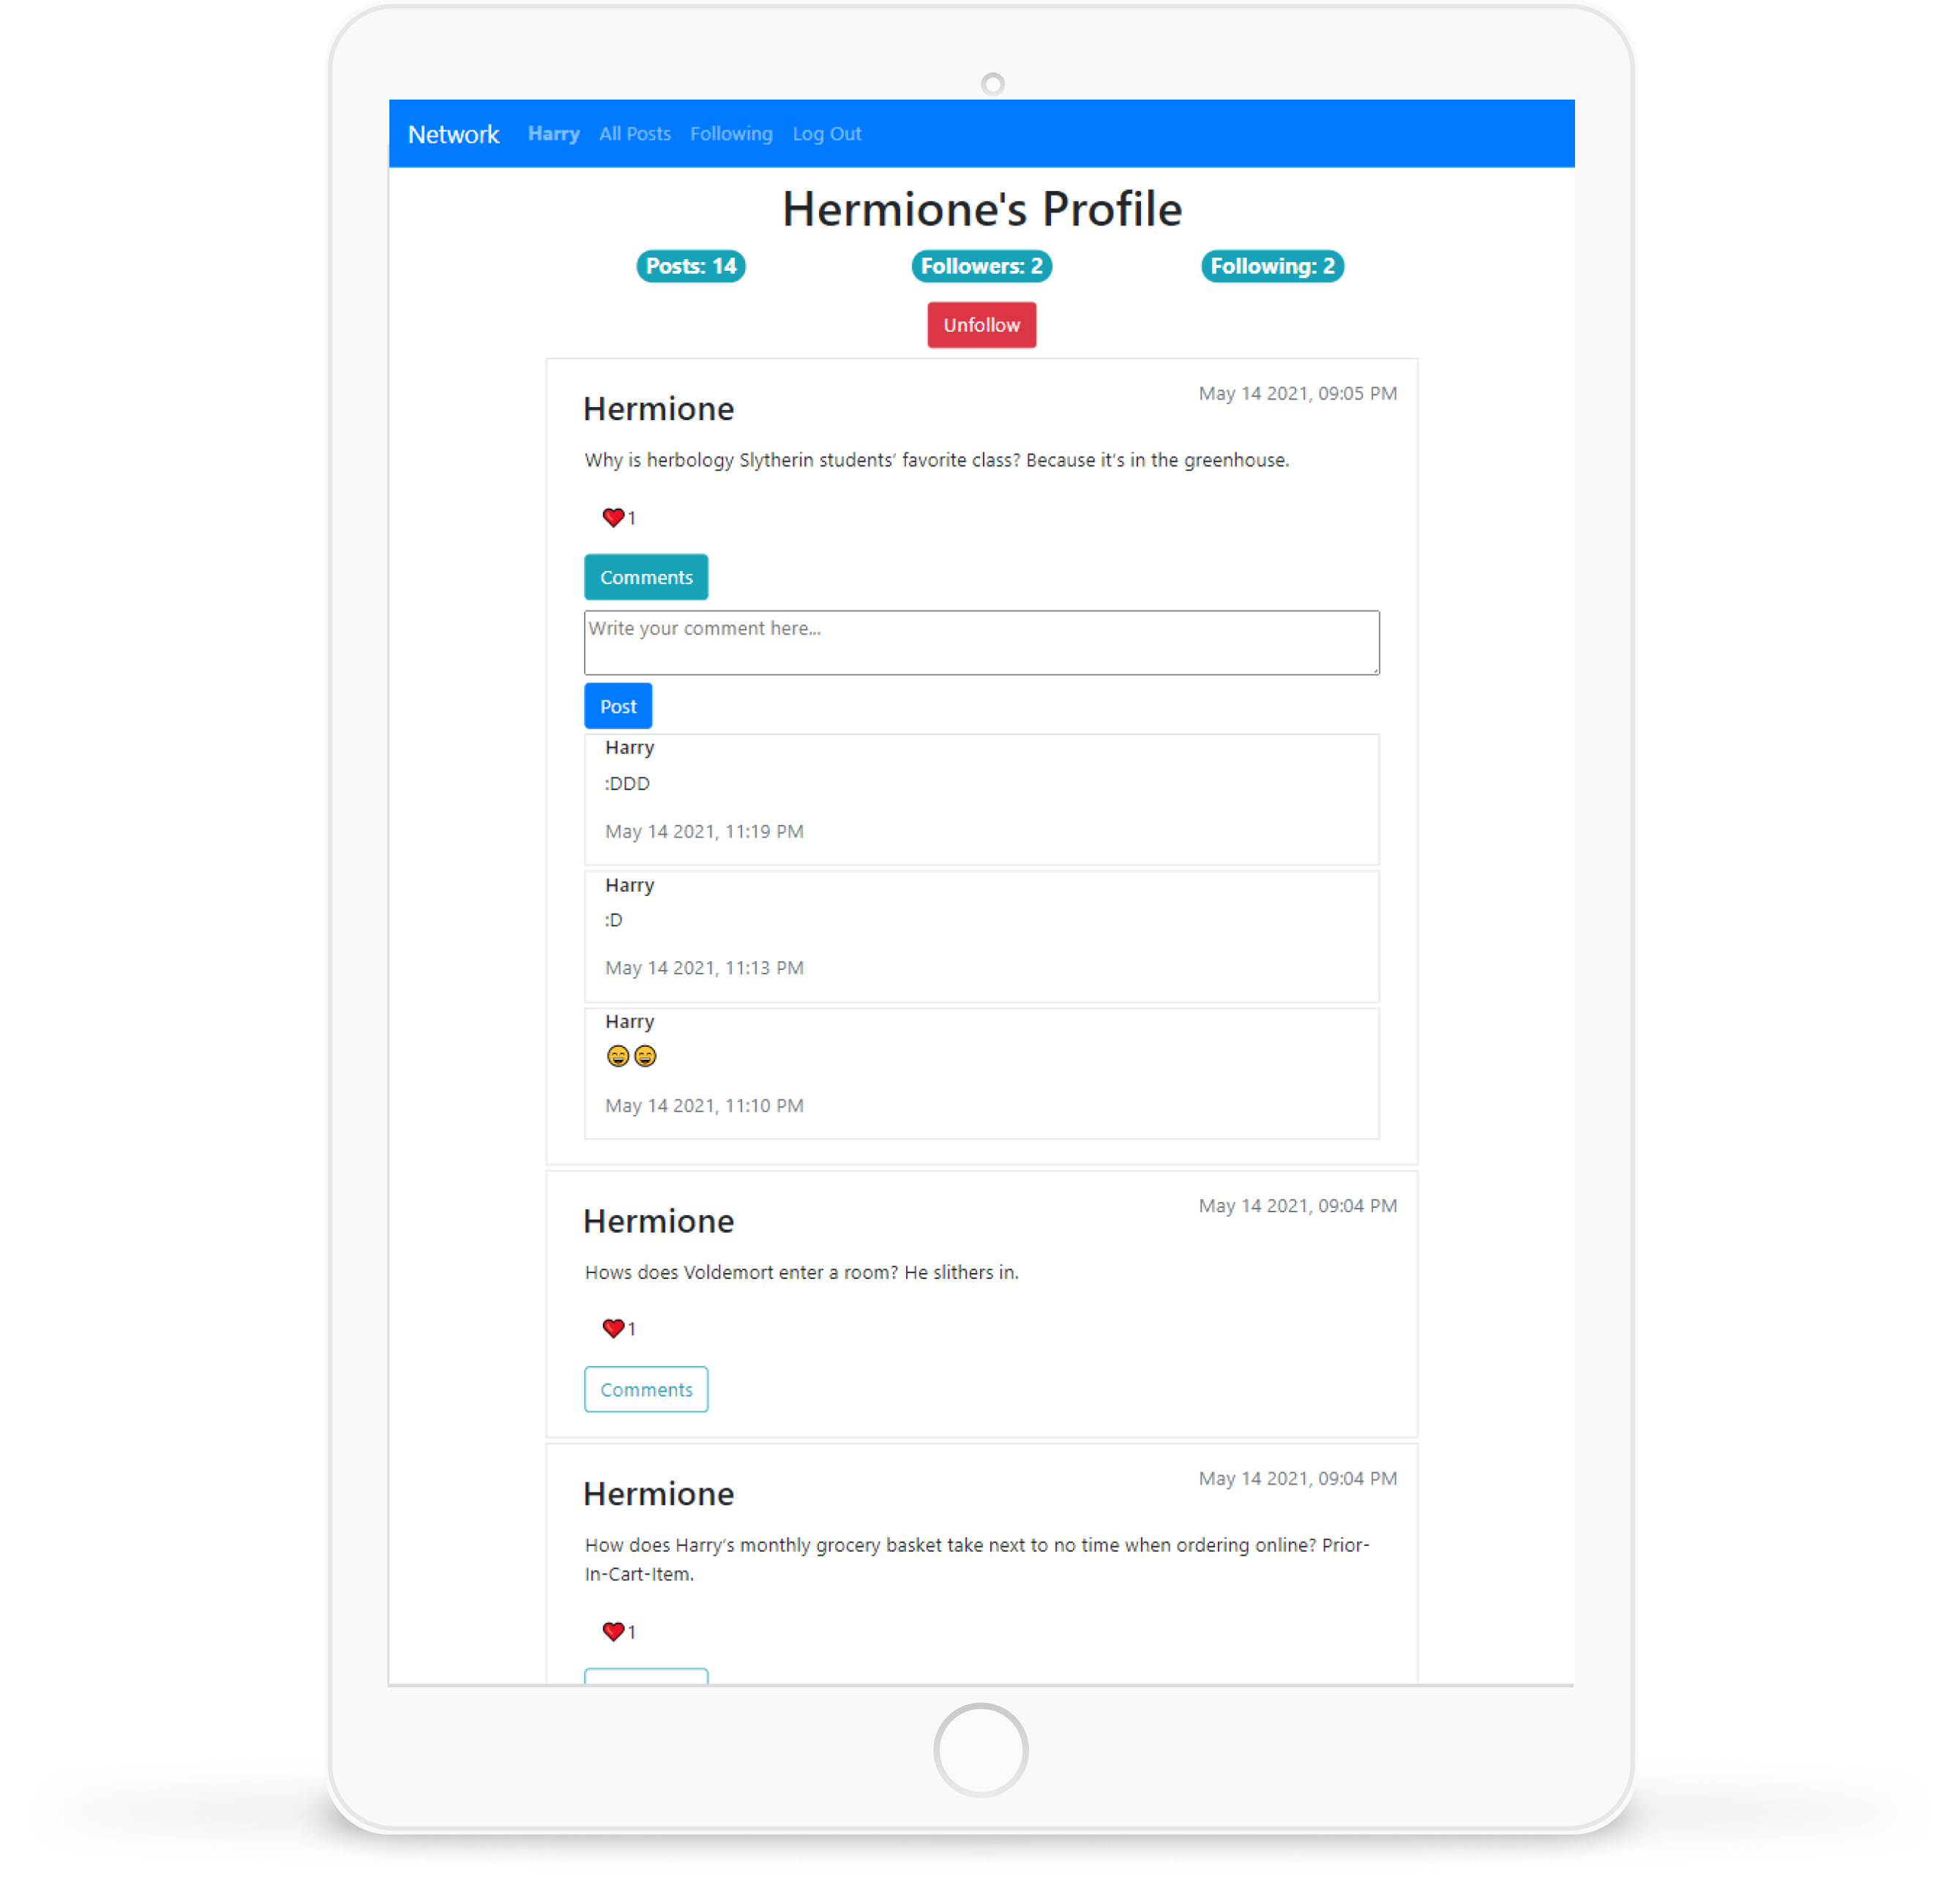 Network Harry All Posts Following Log Out
Hermione's Profile
Posts: 14 Followers: 2 Following: 2
Unfollow
Hermione May 14 2021, 09:05 PM
Why is herbology Slytherin students’ favorite class? Because it’s in the greenhouse.
❤1
Comments
Write your comment here...
Post
Harry
:DDD
May 14 2021, 11:19 PM
Harry
:D
May 14 2021, 11:13 PM
Harry
😄😄
May 14 2021, 11:10 PM
Hermione May 14 2021, 09:04 PM
Hows does Voldemort enter a room? He slithers in.
❤1
Comments
Hermione May 14 2021, 09:04 PM
How does Harry’s monthly grocery basket take next to no time when ordering online? Prior-
In-Cart-Item.
❤1